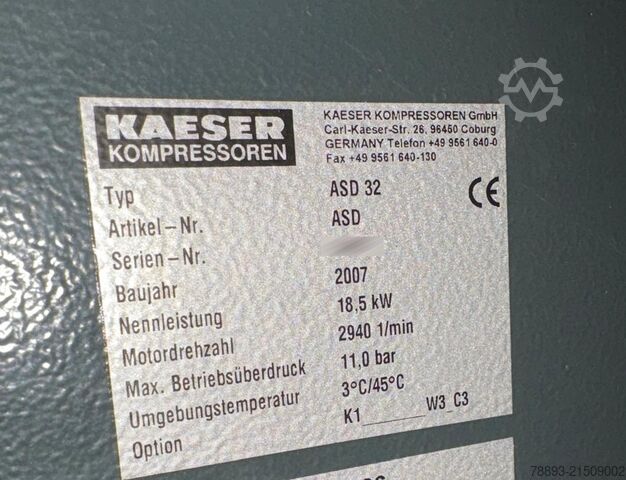 KAESER
KOMPRESSOREN
KAESER KOMPRESSOREN GmbH
Carl-Kaeser-Str. 26, 96450 Coburg
GERMANY Telefon +49 9561 640-0
Fax +49 9561 640-130
Typ ASD 32
Artikel-Nr. ASD
Serien-Nr.
Baujahr 2007
Nennleistung 18,5 kW
Motordrehzahl 2940 1/min
Max. Betriebsüberdruck 11,0 bar
Umgebungstemperatur 3°C/45°C
Option K1______W3_C3
CE
78893-21509002